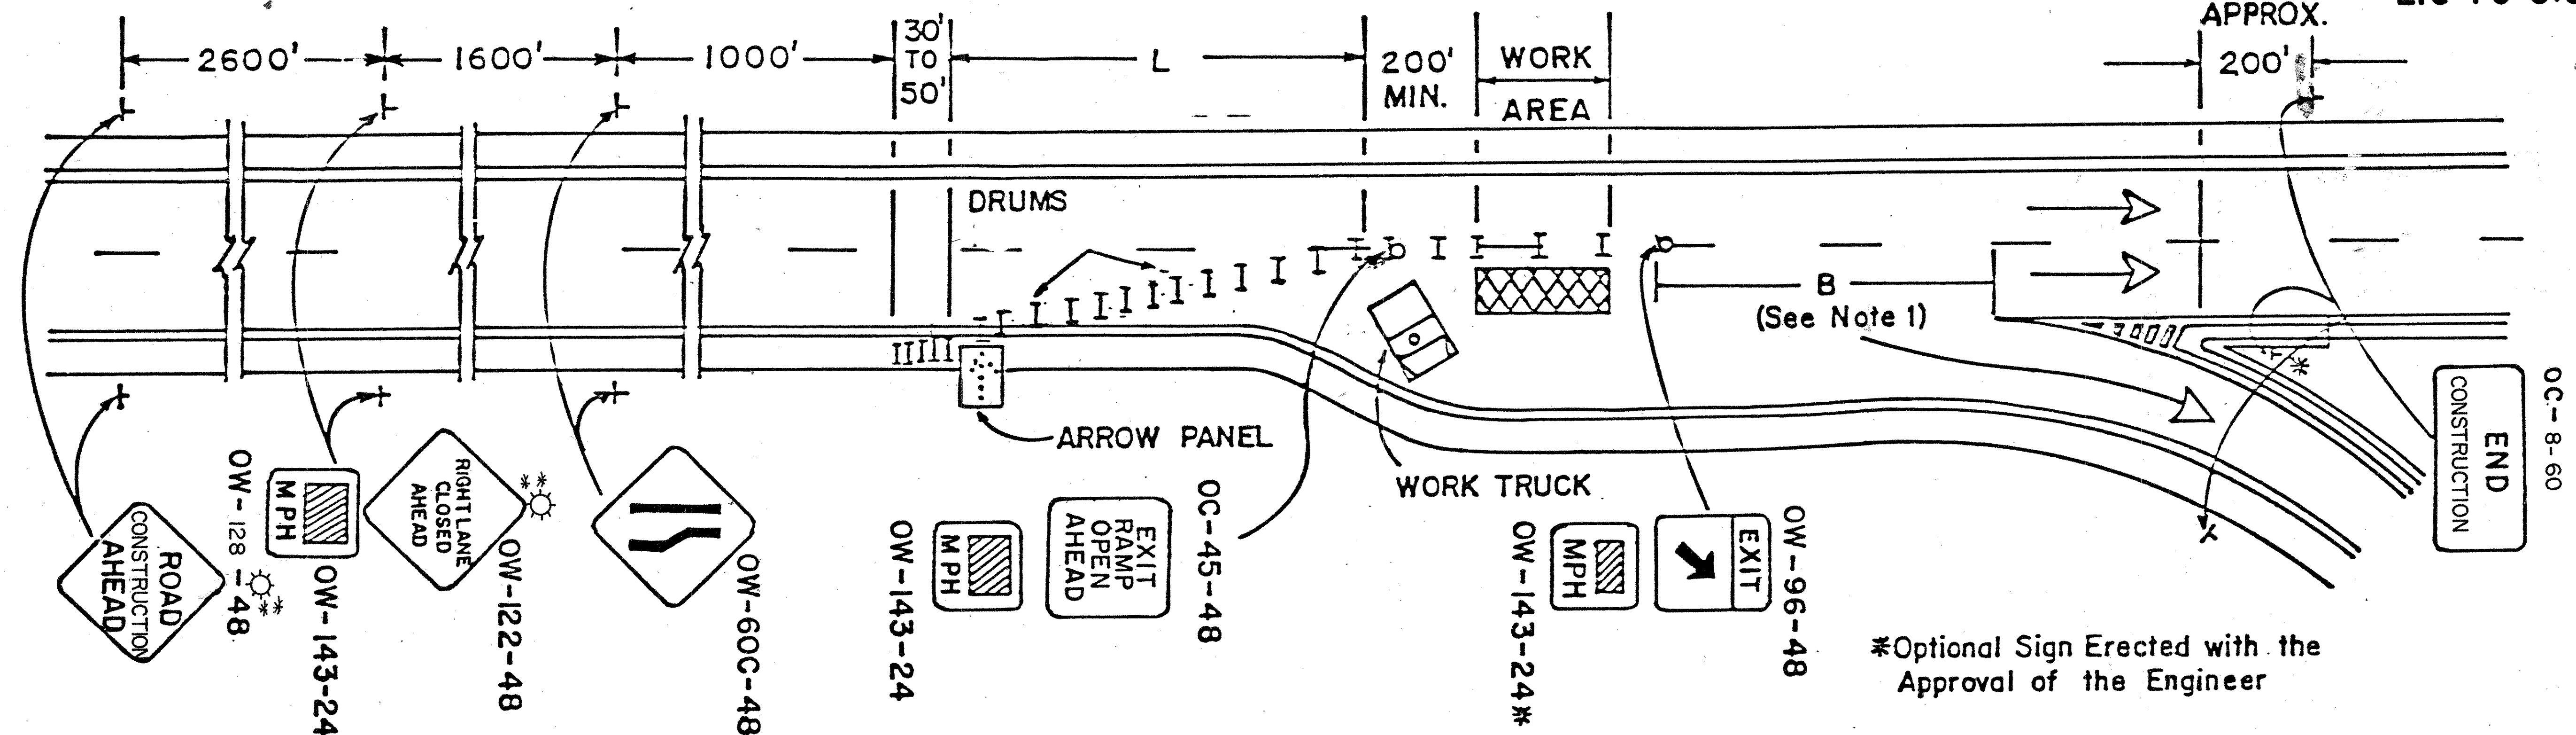 APPROX.
2600'
1600'
1000'
30'
TO
50'
L
200'
MIN.
WORK
AREA
200'
DRUMS
B
(See Note 1)
ARROW PANEL
WORK TRUCK
ROAD
CONSTRUCTION
AHEAD
OW-128-48
**
MPH
OW-143-24
RIGHT LANE
CLOSED
AHEAD
**
OW-122-48
OW-60C-48
MPH
OW-143-24
EXIT
RAMP
OPEN
AHEAD
OC-45-48
MPH
OW-143-24*
EXIT
OW-96-48
*
END
CONSTRUCTION
OC-8-60
*Optional Sign Erected with the
Approval of the Engineer